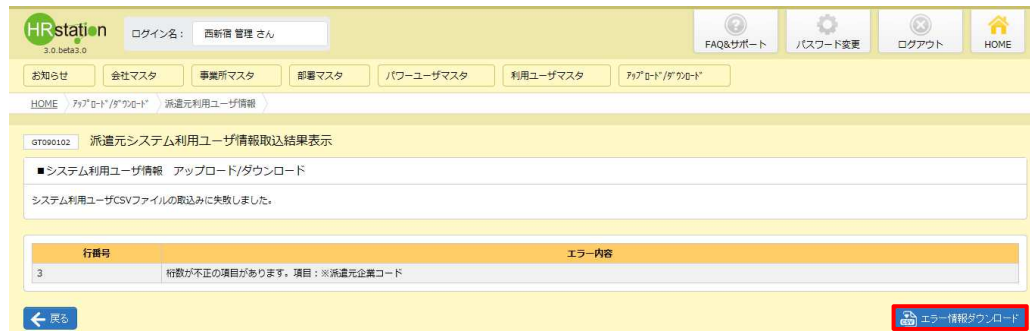 HRstation
3.0.beta3.0
ログイン名： 西新宿 管理 さん
FAQ&サポート
パスワード変更
ログアウト
HOME
お知らせ 会社マスタ 事業所マスタ 部署マスタ パワーユーザマスタ 利用ユーザマスタ ｱｯﾌﾟﾛｰﾄﾞ/ﾀﾞｳﾝﾛｰﾄﾞ
HOME ｱｯﾌﾟﾛｰﾄﾞ/ﾀﾞｳﾝﾛｰﾄﾞ 派遣元利用ユーザ情報
GT090102 派遣元システム利用ユーザ情報取込結果表示
■システム利用ユーザ情報　アップロード/ダウンロード
システム利用ユーザCSVファイルの取込みに失敗しました。
行番号 エラー内容
3 桁数が不正の項目があります。項目：※派遣元企業コード
戻る
CSV エラー情報ダウンロード